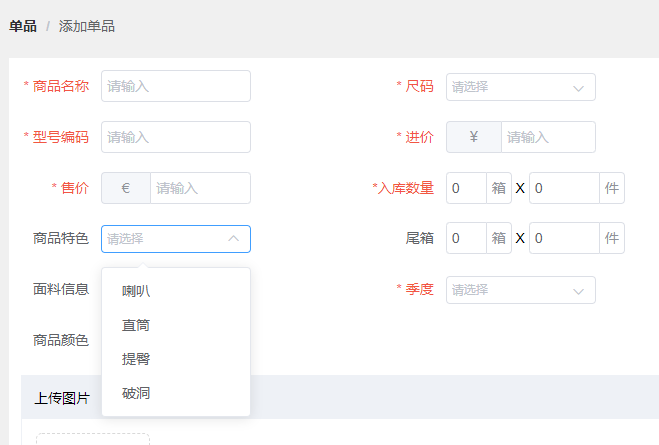 单品 / 添加单品
* 商品名称 请输入 * 尺码 请选择
* 型号编码 请输入 * 进价 ¥ 请输入
* 售价 € 请输入 *入库数量 0 箱 X 0 件
商品特色 请选择 尾箱 0 箱 X 0 件
面料信息 * 季度 请选择
喇叭
直筒
商品颜色
提臀
破洞
上传图片